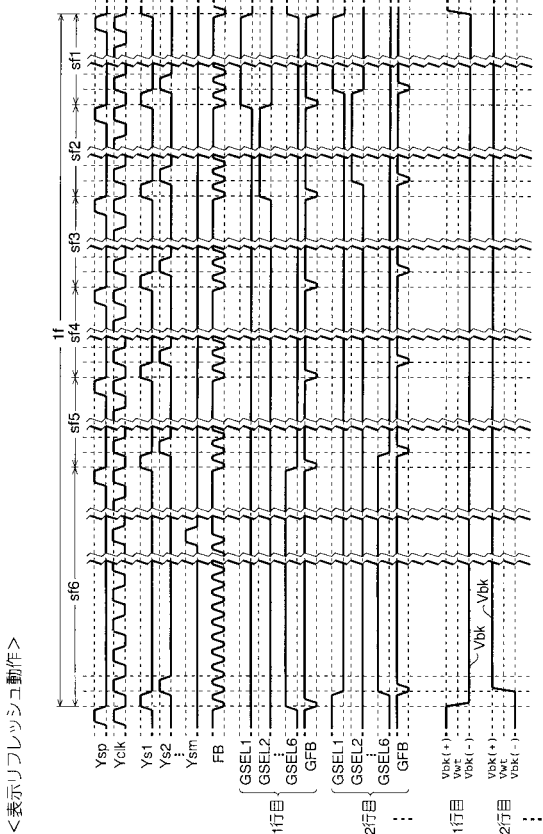 <表示リフレッシュ動作>
1f
sf6
sf5
sf4
sf3
sf2
sf1
Ysp
Yclk
Ys1
Ys2
Ysm
FB
1行目
GSEL1
GSEL2
GSEL6
GFB
2行目
GSEL1
GSEL2
GSEL6
GFB
1行目
Vbk(+)
Vwt
Vbk(-)
Vbk
2行目
Vbk(+)
Vwt
Vbk(-)
Vbk